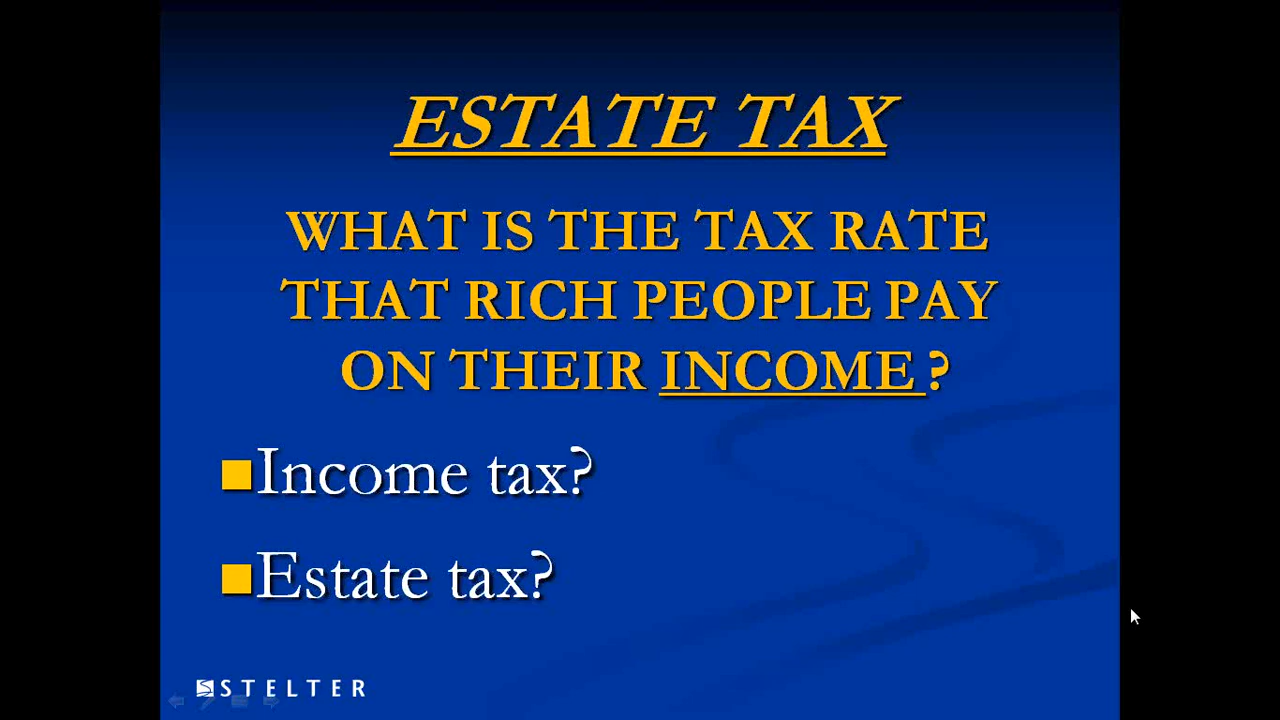 ESTATE TAX
WHAT IS THE TAX RATE
THAT RICH PEOPLE PAY
ON THEIR INCOME ?
Income tax?
Estate tax?
STELTER